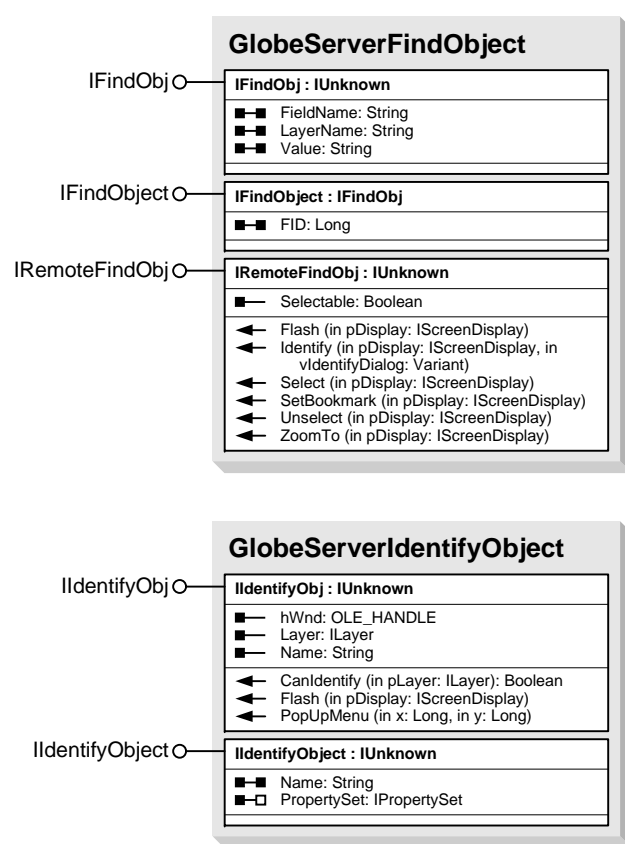 GlobeServerFindObject
IFindObj
IFindObj : IUnknown
FieldName: String
LayerName: String
Value: String
IFindObject
IFindObject : IFindObj
FID: Long
IRemoteFindObj
IRemoteFindObj : IUnknown
Selectable: Boolean
Flash (in pDisplay: IScreenDisplay)
Identify (in pDisplay: IScreenDisplay, in
vIdentifyDialog: Variant)
Select (in pDisplay: IScreenDisplay)
SetBookmark (in pDisplay: IScreenDisplay)
Unselect (in pDisplay: IScreenDisplay)
ZoomTo (in pDisplay: IScreenDisplay)
GlobeServerIdentifyObject
IIdentifyObj
IIdentifyObj : IUnknown
hWnd: OLE_HANDLE
Layer: ILayer
Name: String
CanIdentify (in pLayer: ILayer): Boolean
Flash (in pDisplay: IScreenDisplay)
PopUpMenu (in x: Long, in y: Long)
IIdentifyObject
IIdentifyObject : IUnknown
Name: String
PropertySet: IPropertySet